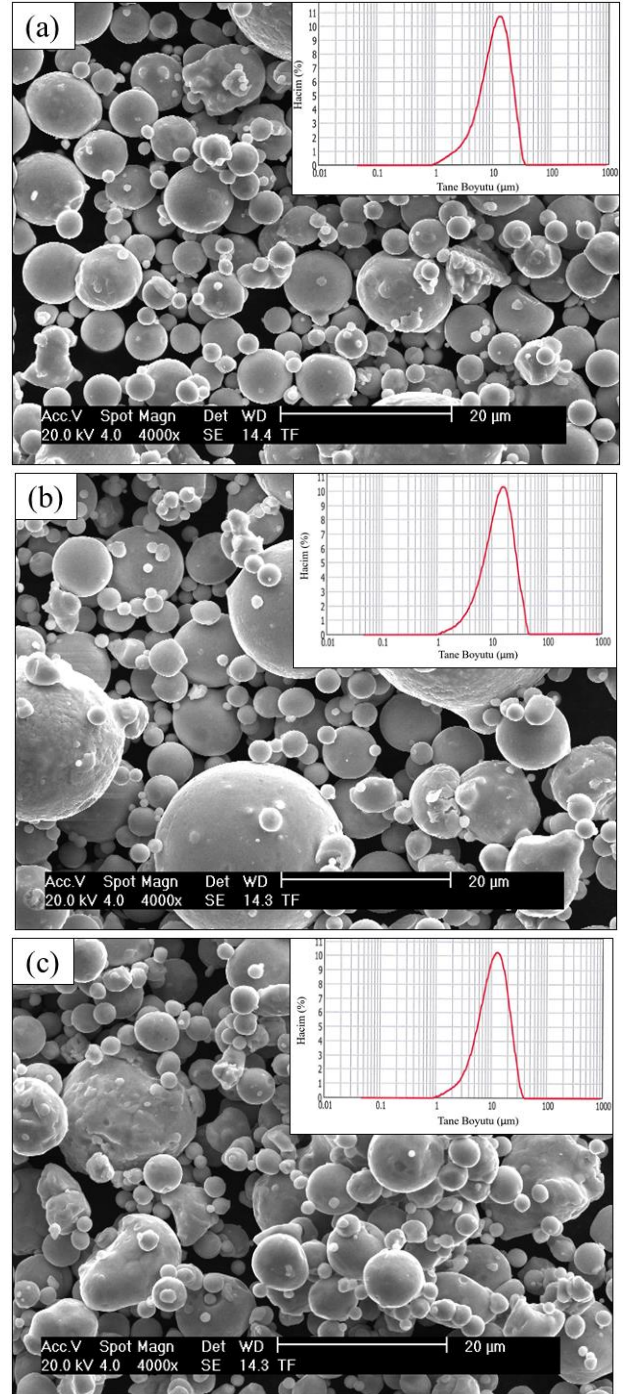 (a)
Hacim (%)
11
10
9
8
7
6
5
4
3
2
1
0
0.01 0.1 1 10 100 1000
Tane Boyutu (µm)
Acc.V Spot Magn Det WD 20 µm
20.0 kV 4.0 4000x SE 14.4 TF
(b)
Hacim (%)
11
10
9
8
7
6
5
4
3
2
1
0
0.01 0.1 1 10 100 1000
Tane Boyutu (µm)
Acc.V Spot Magn Det WD 20 µm
20.0 kV 4.0 4000x SE 14.3 TF
(c)
Hacim (%)
11
10
9
8
7
6
5
4
3
2
1
0
0.01 0.1 1 10 100 1000
Tane Boyutu (µm)
Acc.V Spot Magn Det WD 20 µm
20.0 kV 4.0 4000x SE 14.3 TF